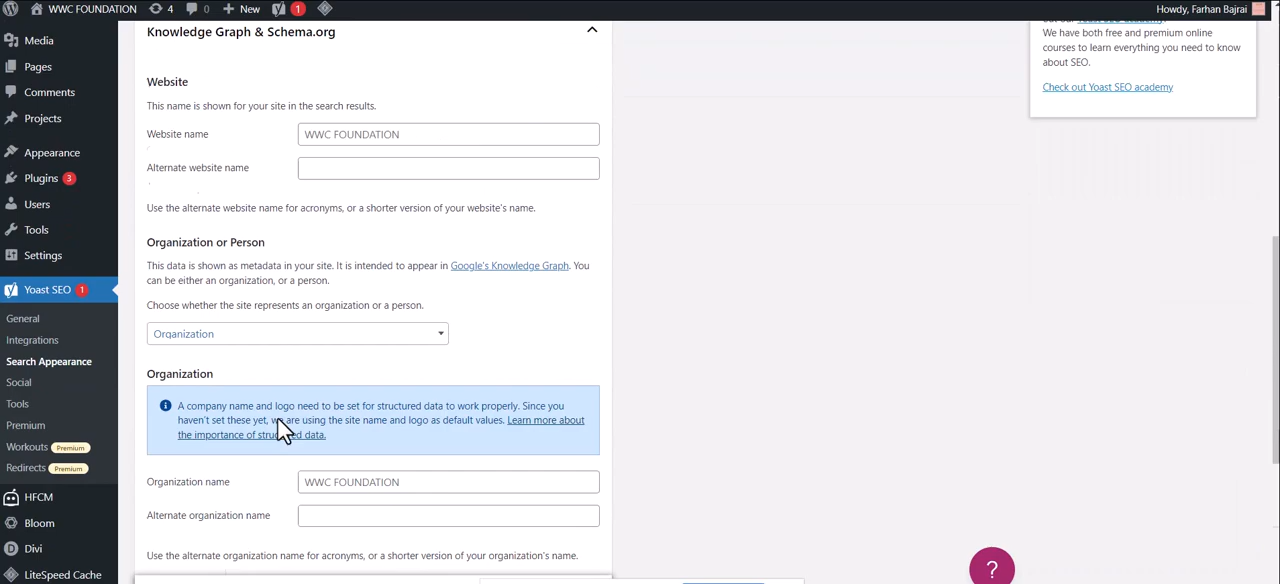 WWC FOUNDATION 4 0 New 1 Howdy, Farhan Bajrai
Media
Pages
Comments
Projects
Appearance
Plugins 3
Users
Tools
Settings
Yoast SEO 1
General
Integrations
Search Appearance
Social
Tools
Premium
Workouts Premium
Redirects Premium
HFCM
Bloom
Divi
LiteSpeed Cache
Knowledge Graph & Schema.org
Website
This name is shown for your site in the search results.
Website name WWC FOUNDATION
Alternate website name
Use the alternate website name for acronyms, or a shorter version of your website's name.
Organization or Person
This data is shown as metadata in your site. It is intended to appear in Google's Knowledge Graph. You
can be either an organization, or a person.
Choose whether the site represents an organization or a person.
Organization
Organization
A company name and logo need to be set for structured data to work properly. Since you
haven't set these yet, we are using the site name and logo as default values. Learn more about
the importance of structured data.
Organization name WWC FOUNDATION
Alternate organization name
Use the alternate organization name for acronyms, or a shorter version of your organization's name.
out our Yoast SEO academy.
We have both free and premium online
courses to learn everything you need to know
about SEO.
Check out Yoast SEO academy
?